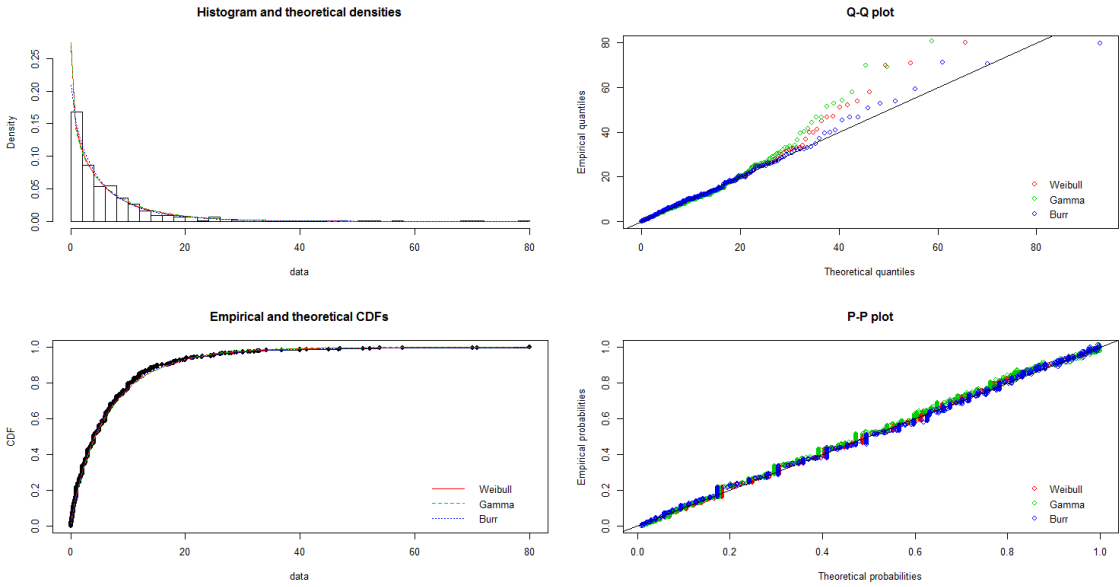 Histogram and theoretical densities
Density
0.00 0.05 0.10 0.15 0.20 0.25
0 20 40 60 80
data
Q-Q plot
Empirical quantiles
0 20 40 60 80
Weibull
Gamma
Burr
0 20 40 60 80
Theoretical quantiles
Empirical and theoretical CDFs
CDF
0.0 0.2 0.4 0.6 0.8 1.0
Weibull
Gamma
Burr
0 20 40 60 80
data
P-P plot
Empirical probabilities
0.0 0.2 0.4 0.6 0.8 1.0
Weibull
Gamma
Burr
0.0 0.2 0.4 0.6 0.8 1.0
Theoretical probabilities